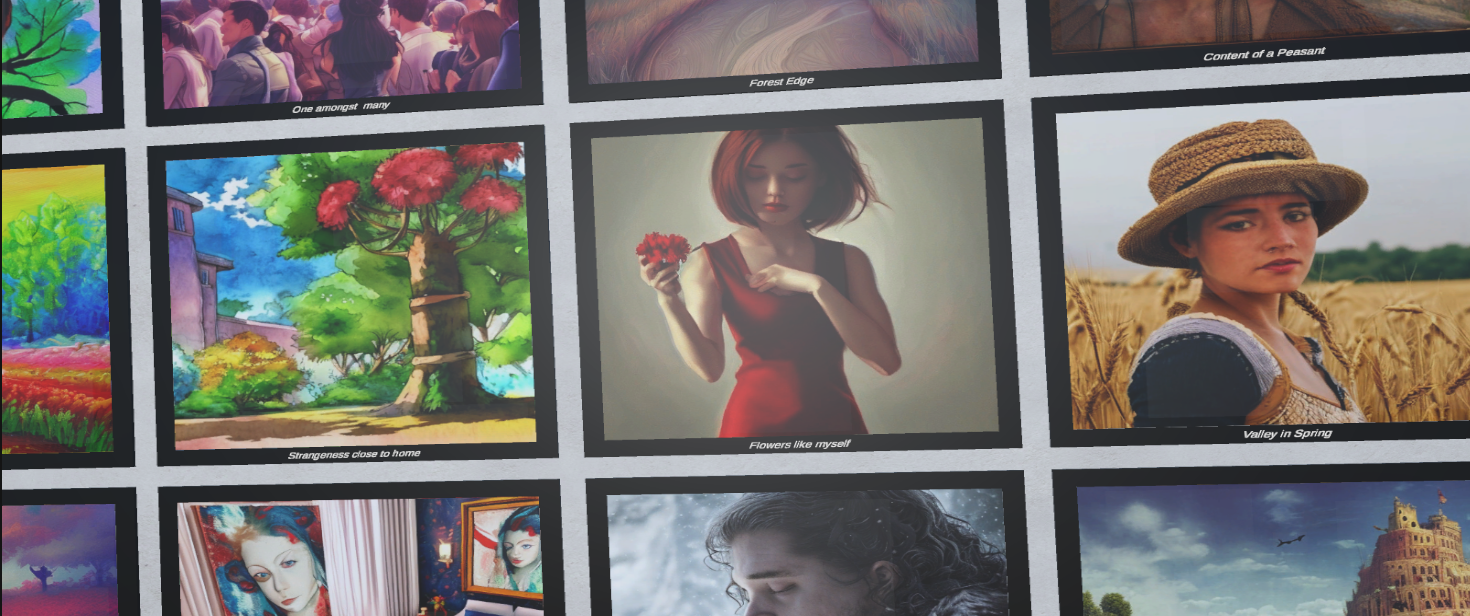 One amongst many
Forest Edge
Content of a Peasant
Strangeness close to home
Flowers like myself
Valley in Spring